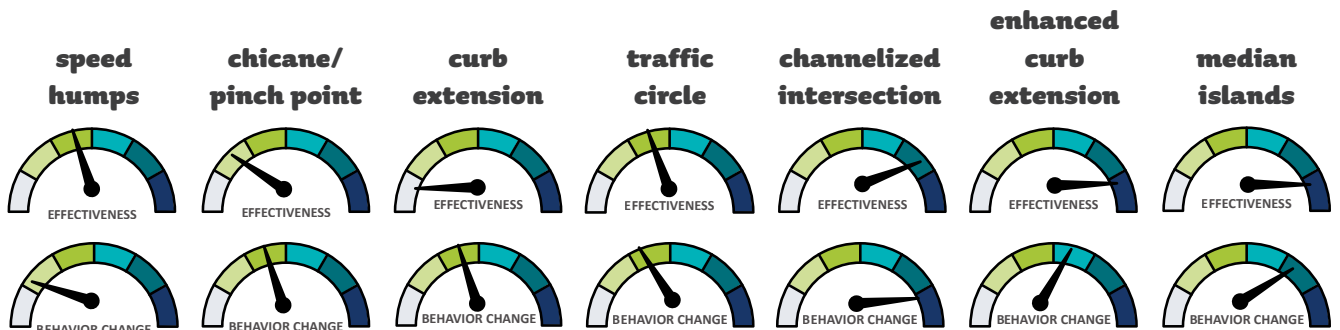 speed
humps
chicane/
pinch point
curb
extension
traffic
circle
channelized
intersection
enhanced
curb
extension
median
islands
EFFECTIVENESS
EFFECTIVENESS
EFFECTIVENESS
EFFECTIVENESS
EFFECTIVENESS
EFFECTIVENESS
EFFECTIVENESS
BEHAVIOR CHANGE
BEHAVIOR CHANGE
BEHAVIOR CHANGE
BEHAVIOR CHANGE
BEHAVIOR CHANGE
BEHAVIOR CHANGE
BEHAVIOR CHANGE